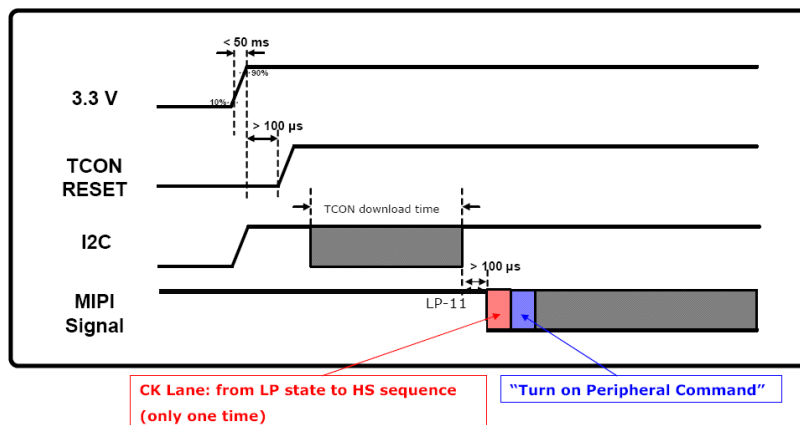 < 50 ms
90%
3.3 V
10%
> 100 µs
TCON
RESET
TCON download time
I2C
> 100 µs
MIPI
Signal
LP-11
CK Lane: from LP state to HS sequence
(only one time)
“Turn on Peripheral Command”